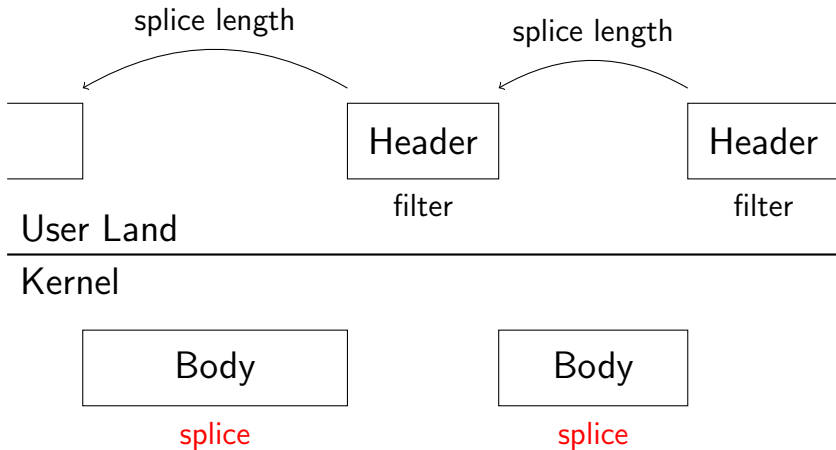 splice length
splice length
Header
Header
filter
filter
User Land
Kernel
Body
Body
splice
splice